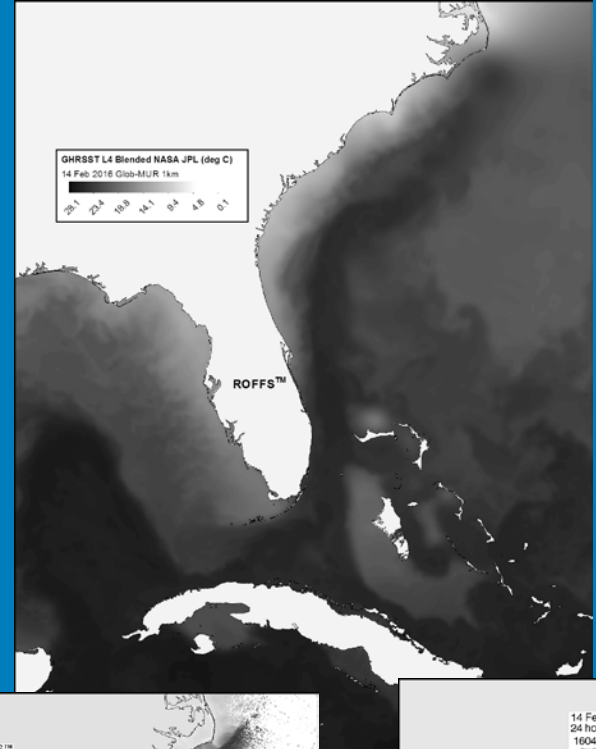 GHRSST L4 Blended NASA JPL (deg C)
14 Feb 2016 Glob-MUR 1km
28.1 23.4 18.8 14.1 9.4 4.8 0.1
ROFFS™
14 Fe
24 ho
1604